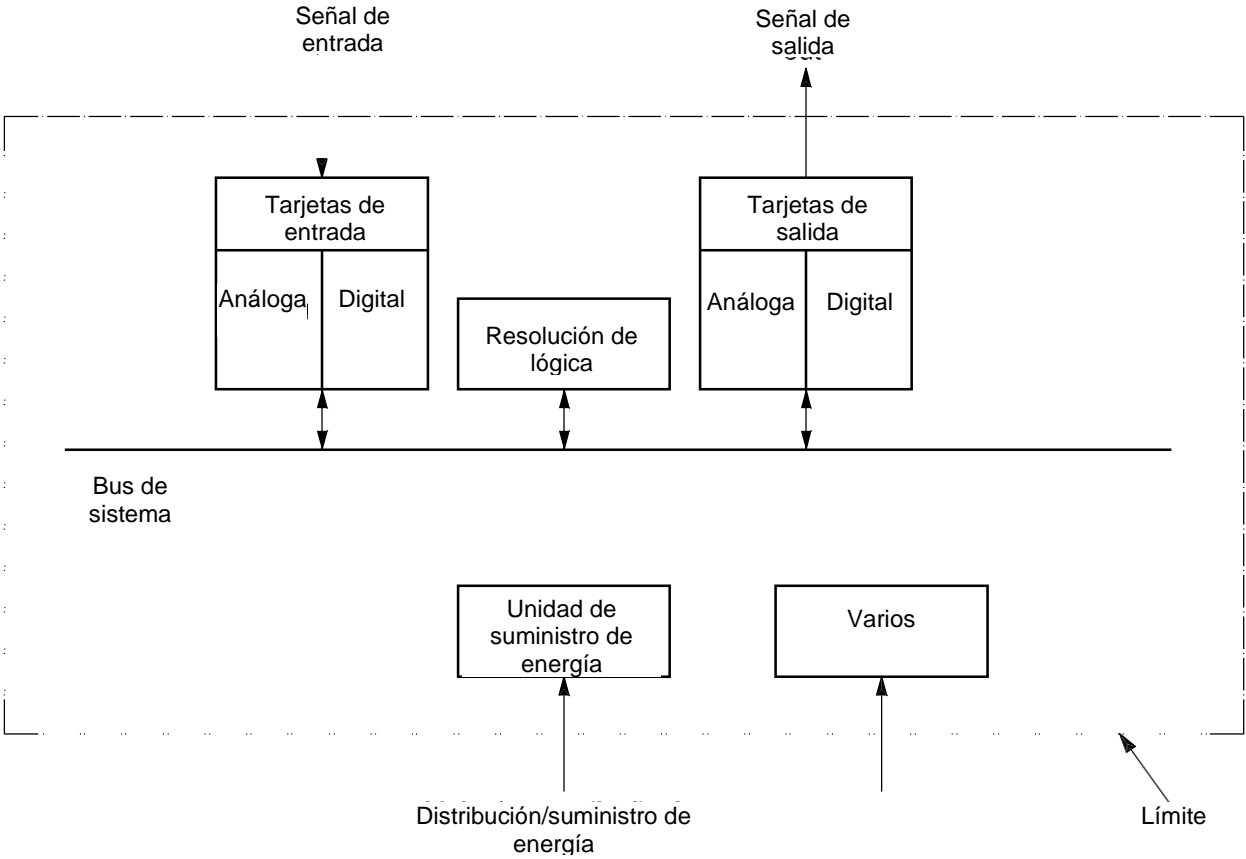 Señal de
entrada
Señal de
salida
Tarjetas de
entrada
Análoga
Digital
Resolución de
lógica
Tarjetas de
salida
Análoga
Digital
Bus de
sistema
Unidad de
suministro de
energía
Varios
Distribución/suministro de
energía
Límite